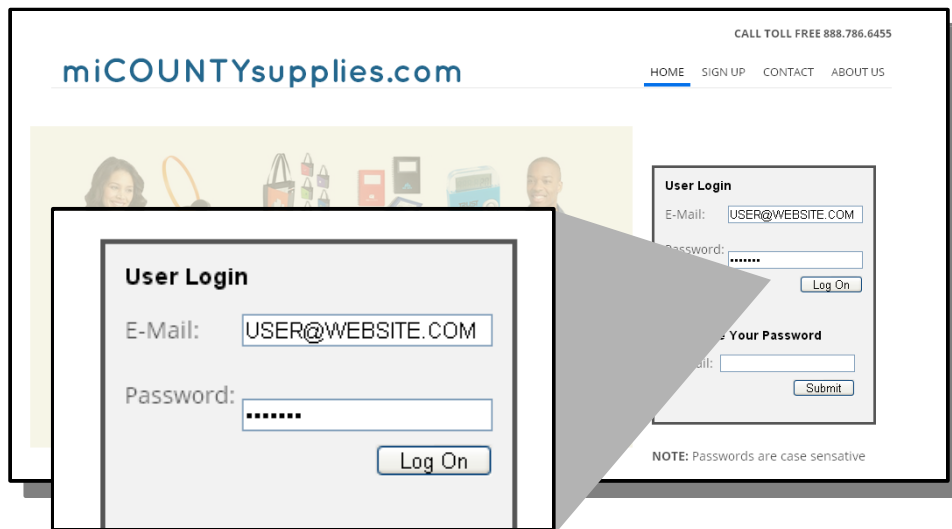 CALL TOLL FREE 888.786.6455
miCOUNTYsupplies.com
HOME SIGN UP CONTACT ABOUT US
User Login
E-Mail: USER@WEBSITE.COM
Password: •••••••
Log On
Your Password
Submit
NOTE: Passwords are case sensative
User Login
E-Mail: USER@WEBSITE.COM
Password: •••••••
Log On